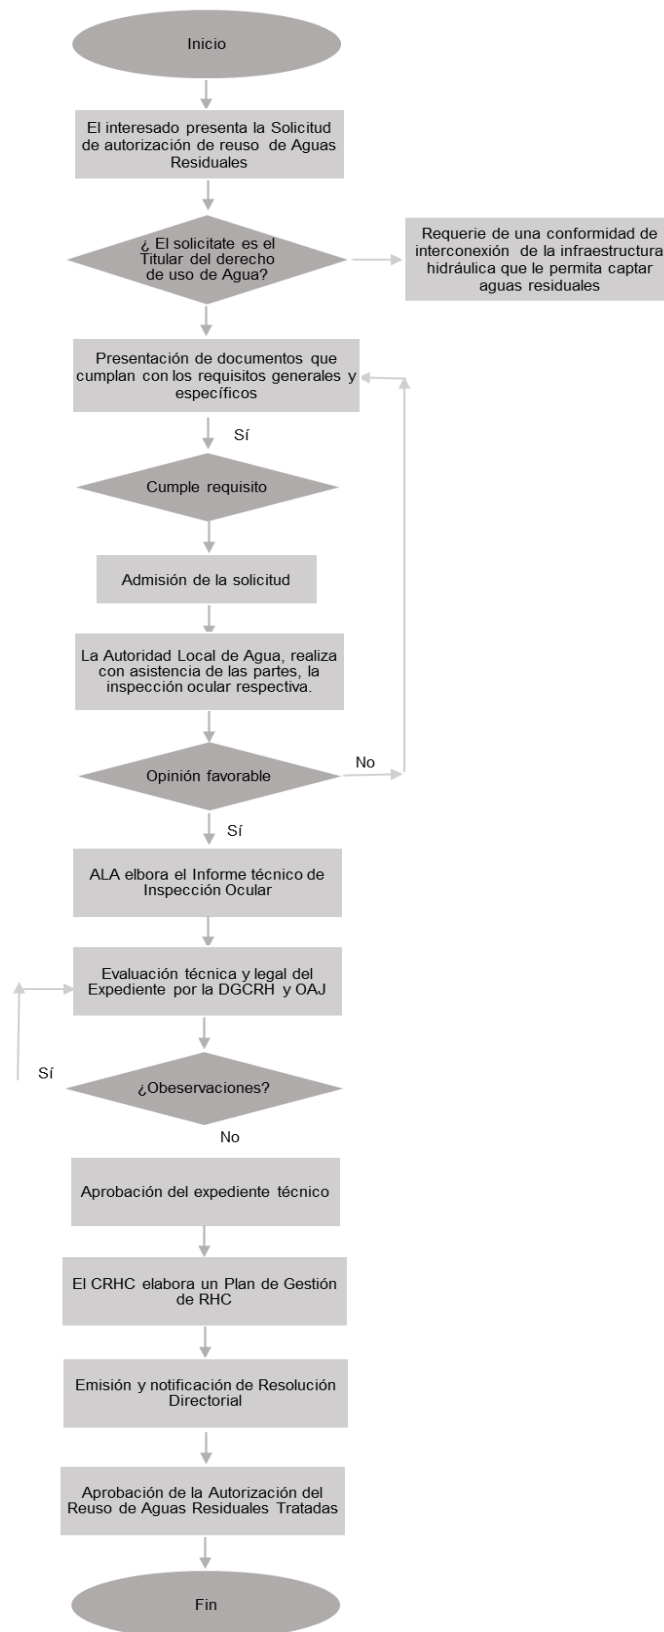 Inicio
El interesado presenta la Solicitud
de autorización de reuso de Aguas
Residuales
¿ El solicitate es el
Titular del derecho
de uso de Agua?
Requerie de una conformidad de
interconexión de la infraestructura
hidráulica que le permita captar
aguas residuales
Presentación de documentos que
cumplan con los requisitos generales y
específicos
Sí
Cumple requisito
Admisión de la solicitud
La Autoridad Local de Agua, realiza
con asistencia de las partes, la
inspección ocular respectiva.
Opinión favorable
No
Sí
ALA elbora el Informe técnico de
Inspección Ocular
Evaluación técnica y legal del
Expediente por la DGCRH y OAJ
Sí
¿Obeservaciones?
No
Aprobación del expediente técnico
El CRHC elabora un Plan de Gestión
de RHC
Emisión y notificación de Resolución
Directorial
Aprobación de la Autorización del
Reuso de Aguas Residuales Tratadas
Fin